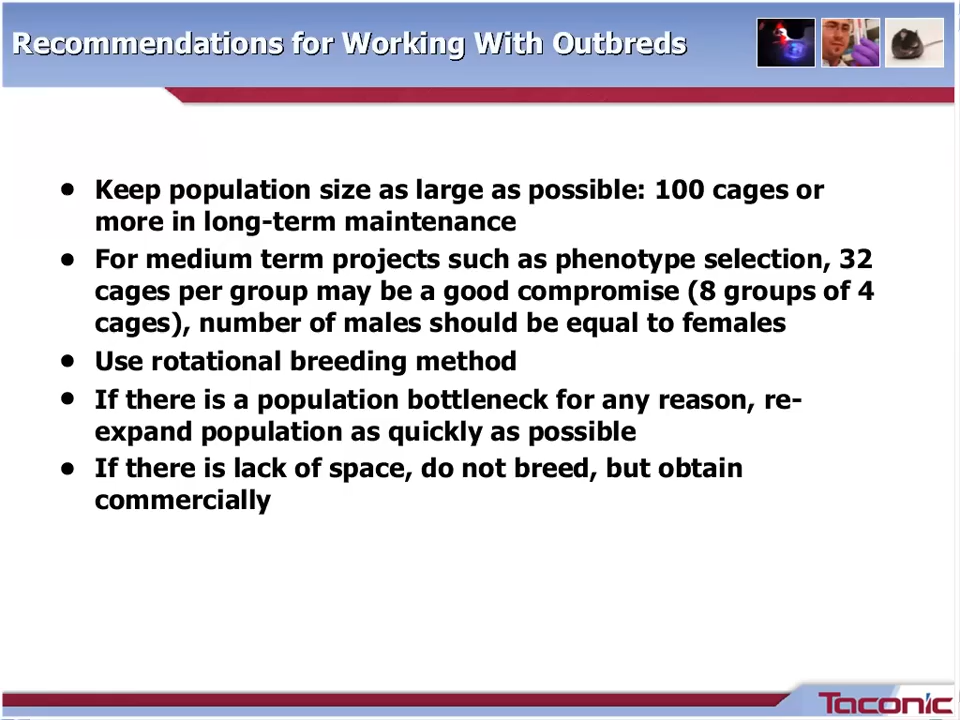 Recommendations for Working With Outbreds
• Keep population size as large as possible: 100 cages or
more in long-term maintenance
• For medium term projects such as phenotype selection, 32
cages per group may be a good compromise (8 groups of 4
cages), number of males should be equal to females
• Use rotational breeding method
• If there is a population bottleneck for any reason, re-
expand population as quickly as possible
• If there is lack of space, do not breed, but obtain
commercially
Taconic